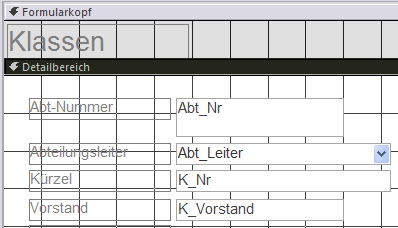 Formularkopf
Klassen
Detailbereich
Abt-Nummer Abt_Nr
Abteilungsleiter Abt_Leiter
Kürzel K_Nr
Vorstand K_Vorstand